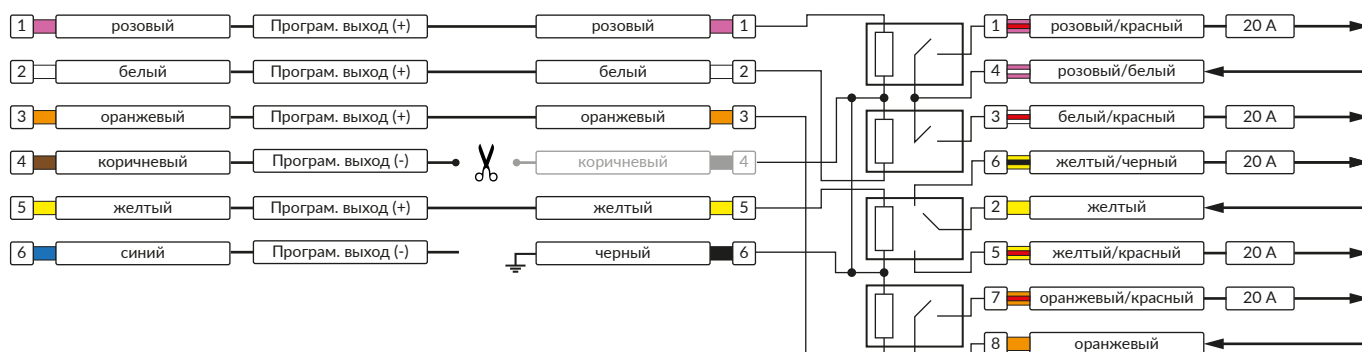 1 розовый Програм. выход (+) розовый 1 1 розовый/красный 20 А
2 белый Програм. выход (+) белый 2 4 розовый/белый
3 оранжевый Програм. выход (+) оранжевый 3 3 белый/красный 20 А
4 коричневый Програм. выход (-) коричневый 4 6 желтый/черный 20 А
5 желтый Програм. выход (+) желтый 5 2 желтый
6 синий Програм. выход (-) черный 6 5 желтый/красный 20 А
7 оранжевый/красный 20 А
8 оранжевый